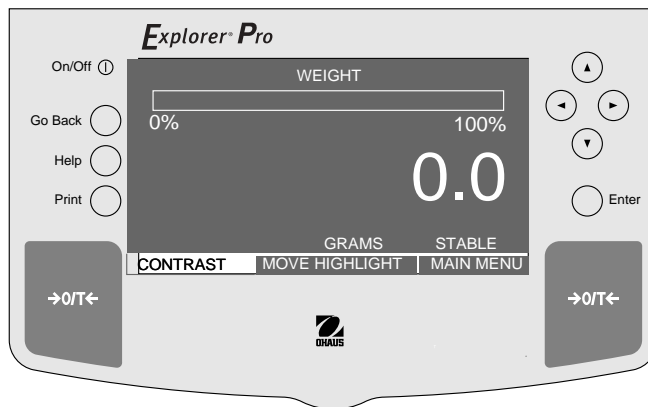 Explorer® Pro
On/Off
WEIGHT
Go Back
0% 100%
Help
0.0
Print
Enter
GRAMS STABLE
CONTRAST MOVE HIGHLIGHT MAIN MENU
→0/T← →0/T←
OHAUS